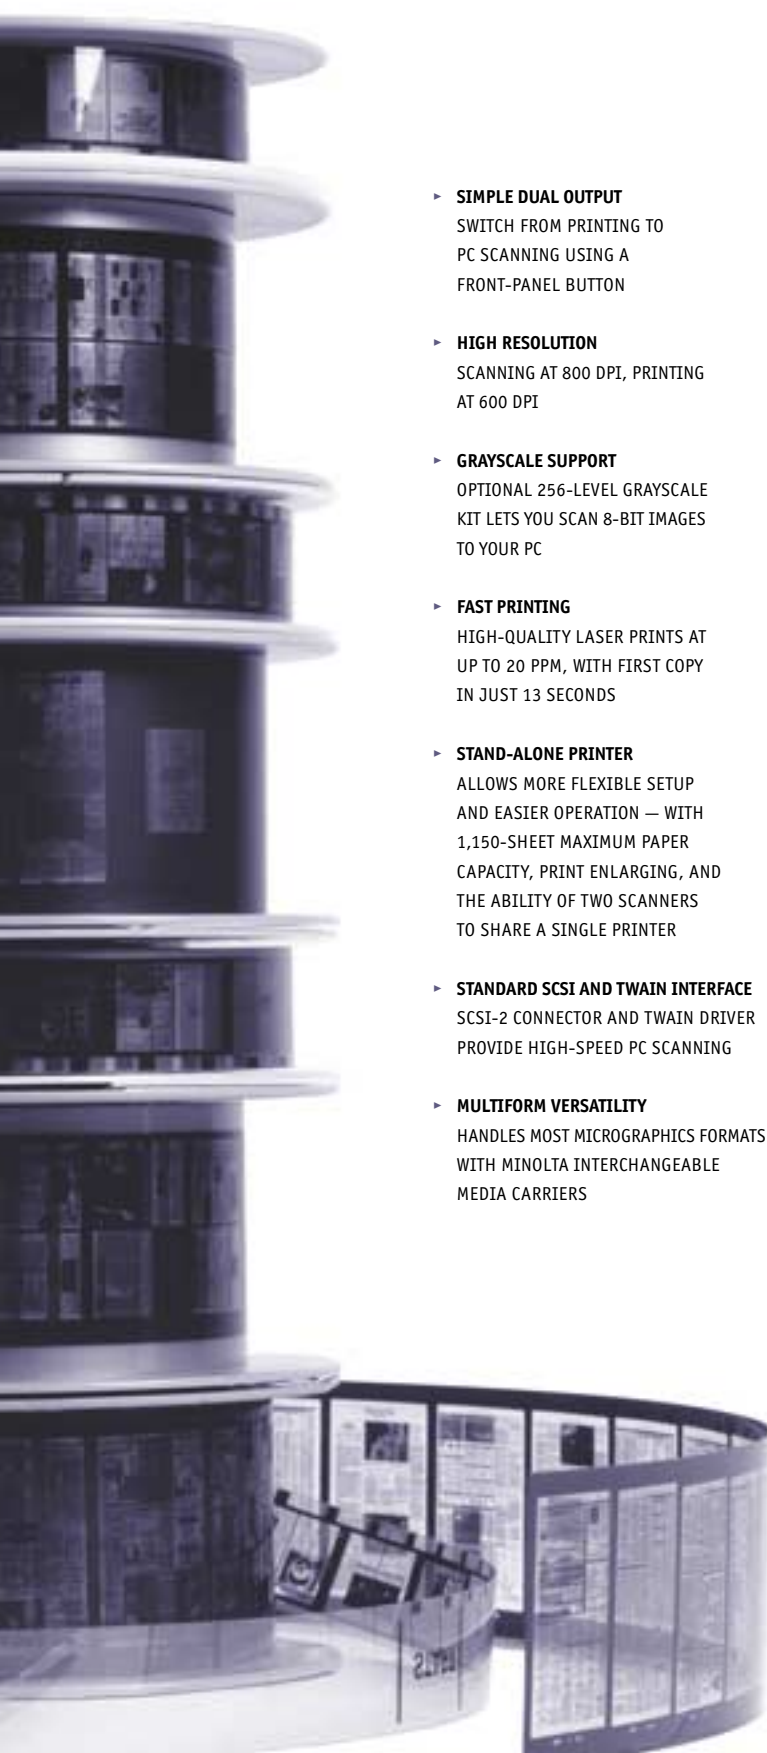 ► SIMPLE DUAL OUTPUT
SWITCH FROM PRINTING TO
PC SCANNING USING A
FRONT-PANEL BUTTON
► HIGH RESOLUTION
SCANNING AT 800 DPI, PRINTING
AT 600 DPI
► GRAYSCALE SUPPORT
OPTIONAL 256-LEVEL GRAYSCALE
KIT LETS YOU SCAN 8-BIT IMAGES
TO YOUR PC
► FAST PRINTING
HIGH-QUALITY LASER PRINTS AT
UP TO 20 PPM, WITH FIRST COPY
IN JUST 13 SECONDS
► STAND-ALONE PRINTER
ALLOWS MORE FLEXIBLE SETUP
AND EASIER OPERATION — WITH
1,150-SHEET MAXIMUM PAPER
CAPACITY, PRINT ENLARGING, AND
THE ABILITY OF TWO SCANNERS
TO SHARE A SINGLE PRINTER
► STANDARD SCSI AND TWAIN INTERFACE
SCSI-2 CONNECTOR AND TWAIN DRIVER
PROVIDE HIGH-SPEED PC SCANNING
► MULTIFORM VERSATILITY
HANDLES MOST MICROGRAPHICS FORMATS
WITH MINOLTA INTERCHANGEABLE
MEDIA CARRIERS